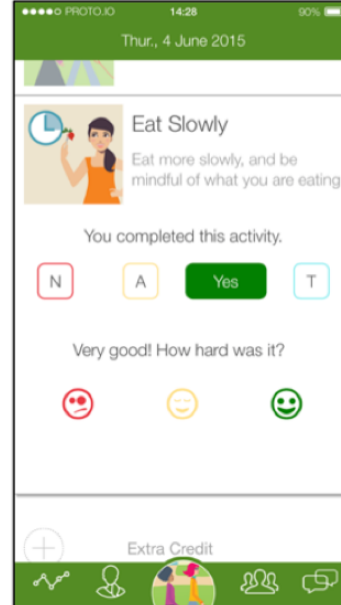 PROTO.IO 14:28 90%
Thur., 4 June 2015
Eat Slowly
Eat more slowly, and be
mindful of what you are eating
You completed this activity.
N A Yes T
Very good! How hard was it?
Extra Credit